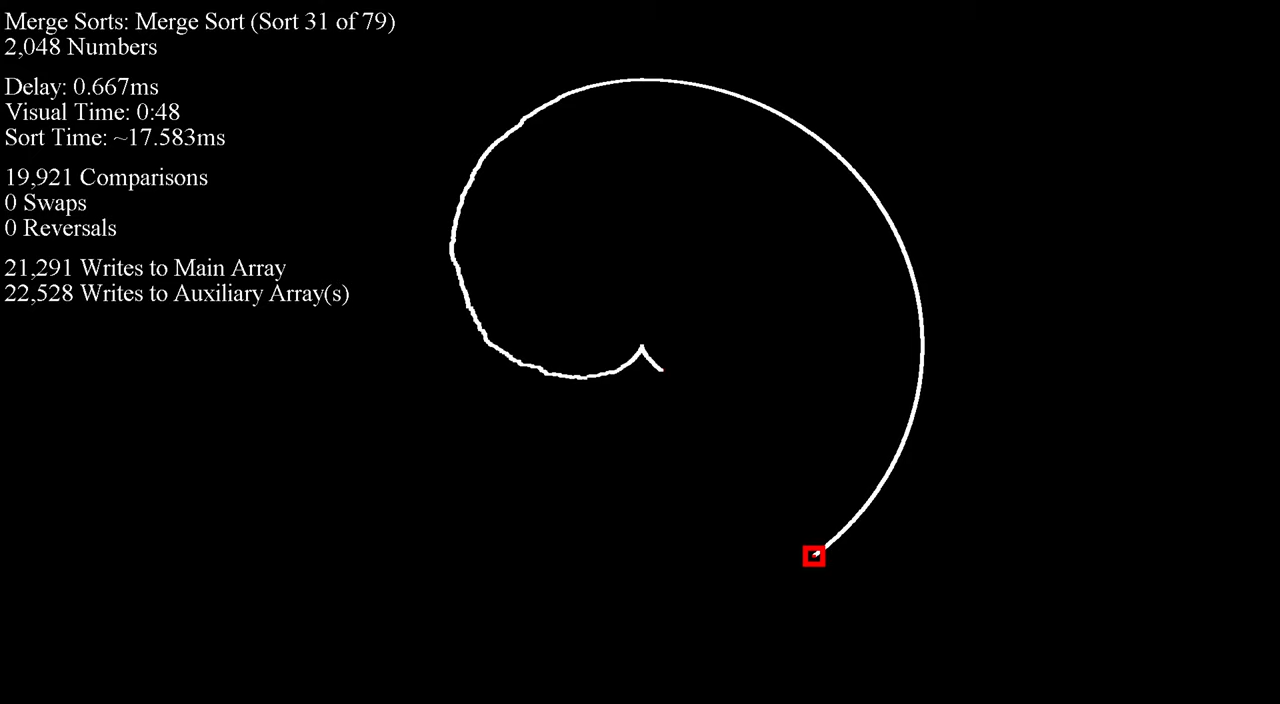 Merge Sorts: Merge Sort (Sort 31 of 79)
2,048 Numbers
Delay: 0.667ms
Visual Time: 0:48
Sort Time: ~17.583ms
19,921 Comparisons
0 Swaps
0 Reversals
21,291 Writes to Main Array
22,528 Writes to Auxiliary Array(s)